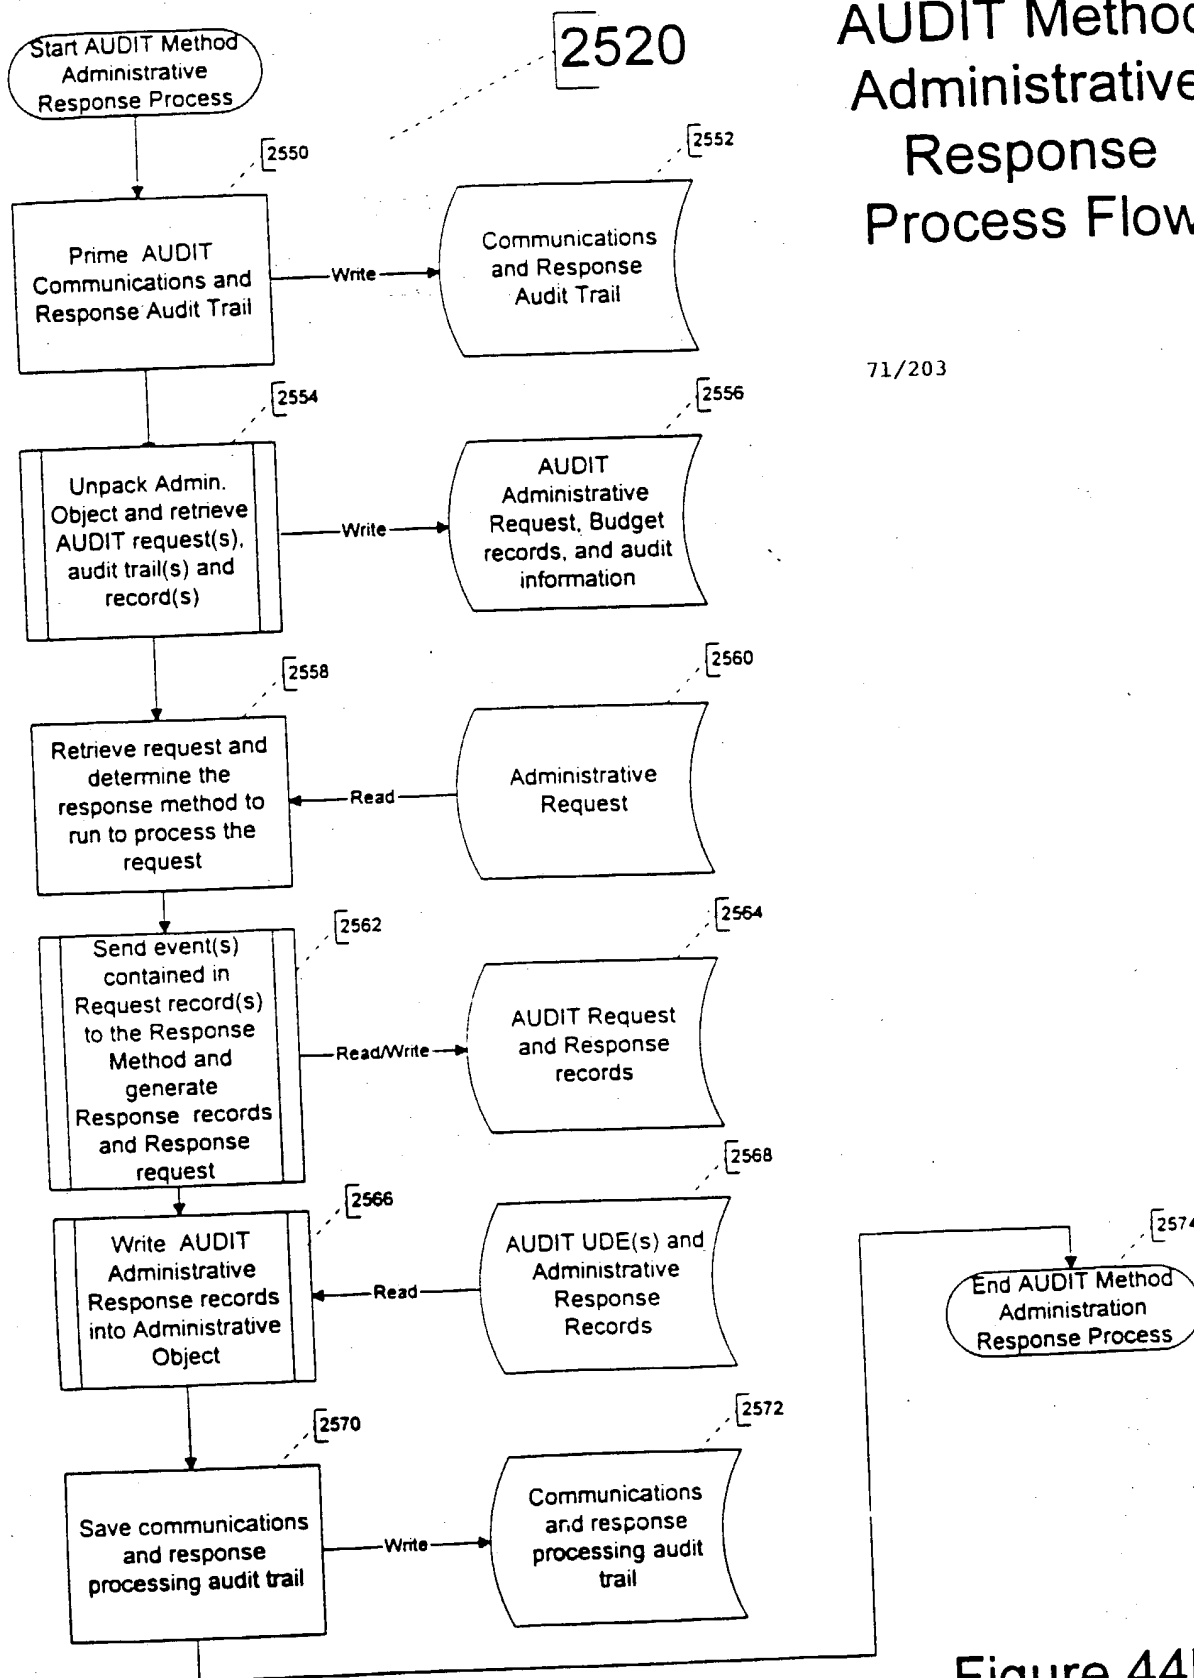 AUDIT Method
Administrative
Response
Process Flow
71/203
2520
Start AUDIT Method
Administrative
Response Process
2550
Prime AUDIT
Communications and
Response Audit Trail
Write
2552
Communications
and Response
Audit Trail
2554
Unpack Admin.
Object and retrieve
AUDIT request(s),
audit trail(s) and
record(s)
Write
2556
AUDIT
Administrative
Request, Budget
records, and audit
information
2558
Retrieve request and
determine the
response method to
run to process the
request
Read
2560
Administrative
Request
2562
Send event(s)
contained in
Request record(s)
to the Response
Method and
generate
Response records
and Response
request
Read/Write
2564
AUDIT Request
and Response
records
2566
Write AUDIT
Administrative
Response records
into Administrative
Object
Read
2568
AUDIT UDE(s) and
Administrative
Response
Records
2570
Save communications
and response
processing audit trail
Write
2572
Communications
and response
processing audit
trail
2574
End AUDIT Method
Administration
Response Process
Figure